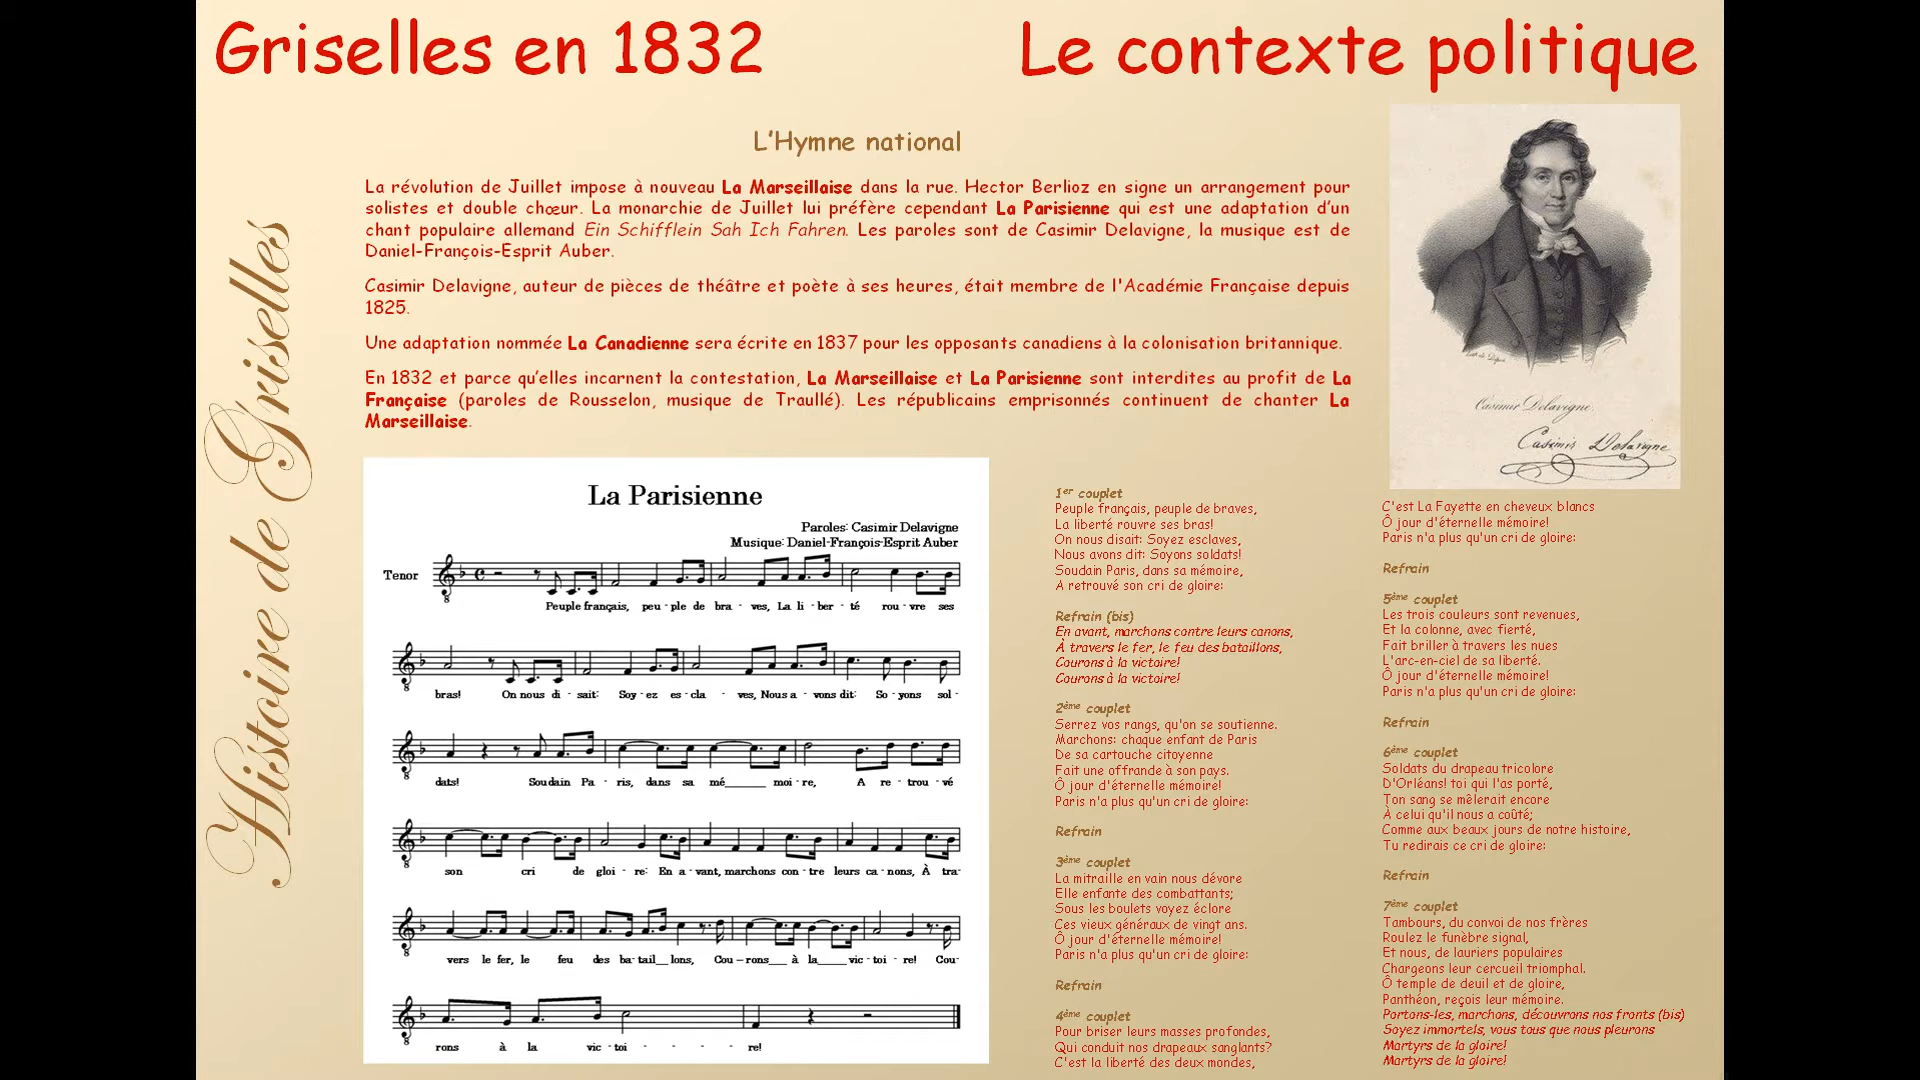 Griselles en 1832
Le contexte politique
Histoire de Griselles
L’Hymne national
La révolution de Juillet impose à nouveau La Marseillaise dans la rue. Hector Berlioz en signe un arrangement pour
solistes et double chœur. La monarchie de Juillet lui préfère cependant La Parisienne qui est une adaptation d’un
chant populaire allemand Ein Schifflein Sah Ich Fahren. Les paroles sont de Casimir Delavigne, la musique est de
Daniel-François-Esprit Auber.
Casimir Delavigne, auteur de pièces de théâtre et poète à ses heures, était membre de l'Académie Française depuis
1825.
Une adaptation nommée La Canadienne sera écrite en 1837 pour les opposants canadiens à la colonisation britannique.
En 1832 et parce qu’elles incarnent la contestation, La Marseillaise et La Parisienne sont interdites au profit de La
Française (paroles de Rousselon, musique de Traullé). Les républicains emprisonnés continuent de chanter La
Marseillaise.
Casimir Delavigne
Casimir Delavigne
La Parisienne
Paroles: Casimir Delavigne
Musique: Daniel-François-Esprit Auber
Tenor
Peuple français, peu - ple de bra - ves, La li - ber - té rou - vre ses
bras! On nous di - sait: Soy - ez es - cla - ves, Nous a - vons dit: So - yons sol -
dats! Soudain Pa - ris, dans sa mé____ moi - re, A re - trou - vé
son cri de gloi - re: En a - vant, marchons con - tre leurs ca - nons, À tra-
vers le fer, le feu des ba - tail__lons, Cou - rons___ à la____ vic - toi - re! Cou-
rons à la vic - toi - - - re!
1er couplet
Peuple français, peuple de braves,
La liberté rouvre ses bras!
On nous disait: Soyez esclaves,
Nous avons dit: Soyons soldats!
Soudain Paris, dans sa mémoire,
A retrouvé son cri de gloire:
Refrain (bis)
En avant, marchons contre leurs canons,
À travers le fer, le feu des bataillons,
Courons à la victoire!
Courons à la victoire!
2ème couplet
Serrez vos rangs, qu'on se soutienne.
Marchons: chaque enfant de Paris
De sa cartouche citoyenne
Fait une offrande à son pays.
Ô jour d'éternelle mémoire!
Paris n'a plus qu'un cri de gloire:
Refrain
3ème couplet
La mitraille en vain nous dévore
Elle enfante des combattants;
Sous les boulets voyez éclore
Ces vieux généraux de vingt ans.
Ô jour d'éternelle mémoire!
Paris n'a plus qu'un cri de gloire:
Refrain
4ème couplet
Pour briser leurs masses profondes,
Qui conduit nos drapeaux sanglants?
C'est la liberté des deux mondes,
C'est La Fayette en cheveux blancs
Ô jour d'éternelle mémoire!
Paris n'a plus qu'un cri de gloire:
Refrain
5ème couplet
Les trois couleurs sont revenues,
Et la colonne, avec fierté,
Fait briller à travers les nues
L'arc-en-ciel de sa liberté.
Ô jour d'éternelle mémoire!
Paris n'a plus qu'un cri de gloire:
Refrain
6ème couplet
Soldats du drapeau tricolore
D'Orléans! toi qui l'as porté,
Ton sang se mêlerait encore
À celui qu'il nous a coûté;
Comme aux beaux jours de notre histoire,
Tu redirais ce cri de gloire:
Refrain
7ème couplet
Tambours, du convoi de nos frères
Roulez le funèbre signal,
Et nous, de lauriers populaires
Chargeons leur cercueil triomphal.
Ô temple de deuil et de gloire,
Panthéon, reçois leur mémoire.
Portons-les, marchons, découvrons nos fronts (bis)
Soyez immortels, vous tous que nous pleurons
Martyrs de la gloire!
Martyrs de la gloire!